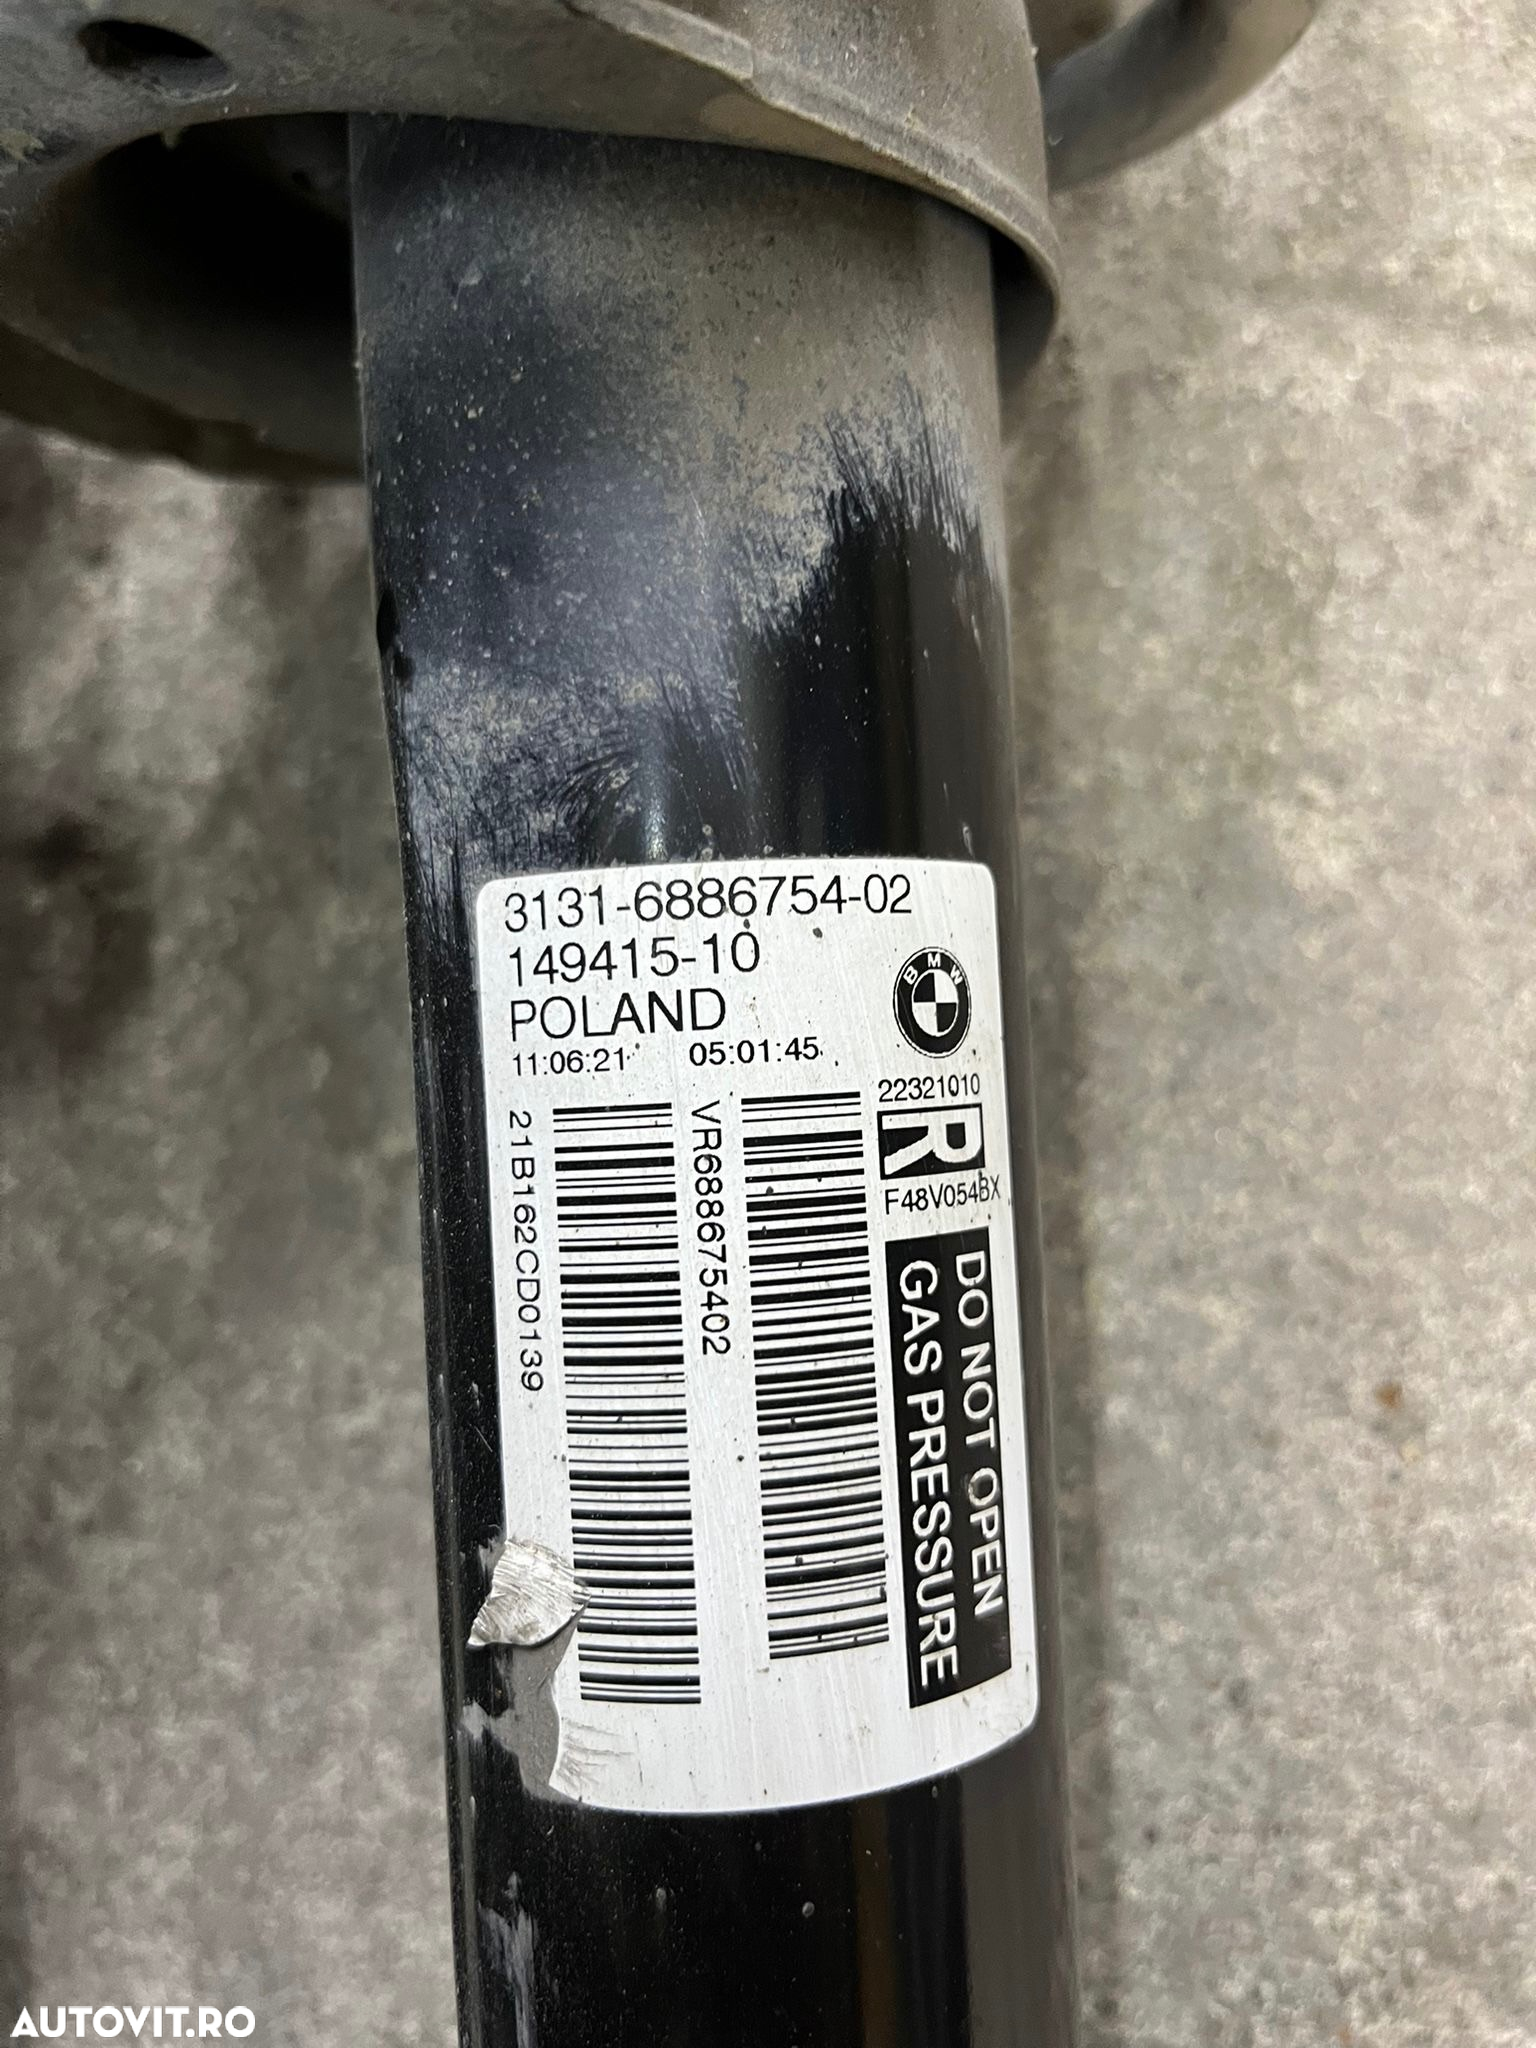 3131-6886754-02
149415-10
POLAND
11:06:21 05:01:45
BMW
22321010
R
F48V054BX
21B162CD0139
VR688675402
DO NOT OPEN
GAS PRESSURE
AUTOVIT.RO